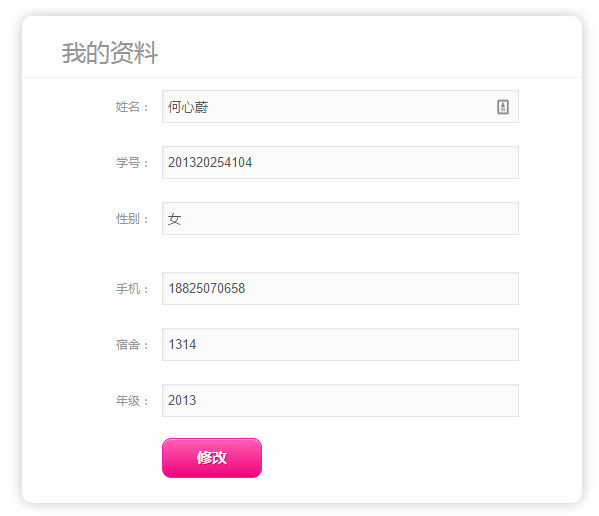 我的资料
姓名： 何心蔚
学号： 201320254104
性别： 女
手机： 18825070658
宿舍： 1314
年级： 2013
修改